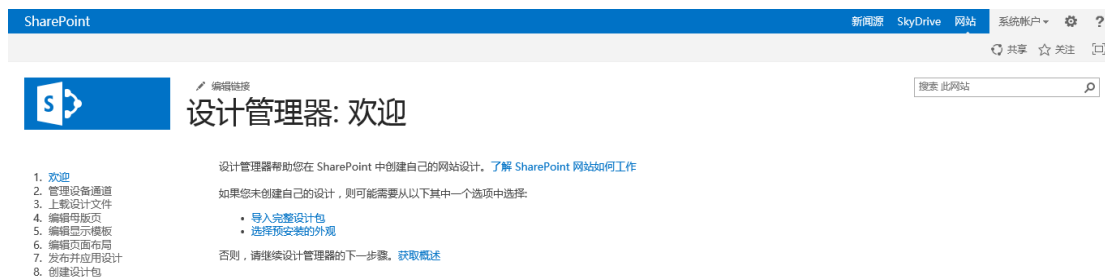 SharePoint 新闻源 SkyDrive 网站 系统帐户 ?
共享 关注
编辑链接
搜索 此网站
S
设计管理器: 欢迎
设计管理器帮助您在 SharePoint 中创建自己的网站设计。了解 SharePoint 网站如何工作
如果您未创建自己的设计，则可能需要从以下其中一个选项中选择:
• 导入完整设计包
• 选择预安装的外观
否则，请继续设计管理器的下一步骤。获取概述
1. 欢迎
2. 管理设备通道
3. 上载设计文件
4. 编辑母版页
5. 编辑显示模板
6. 编辑页面布局
7. 发布并应用设计
8. 创建设计包